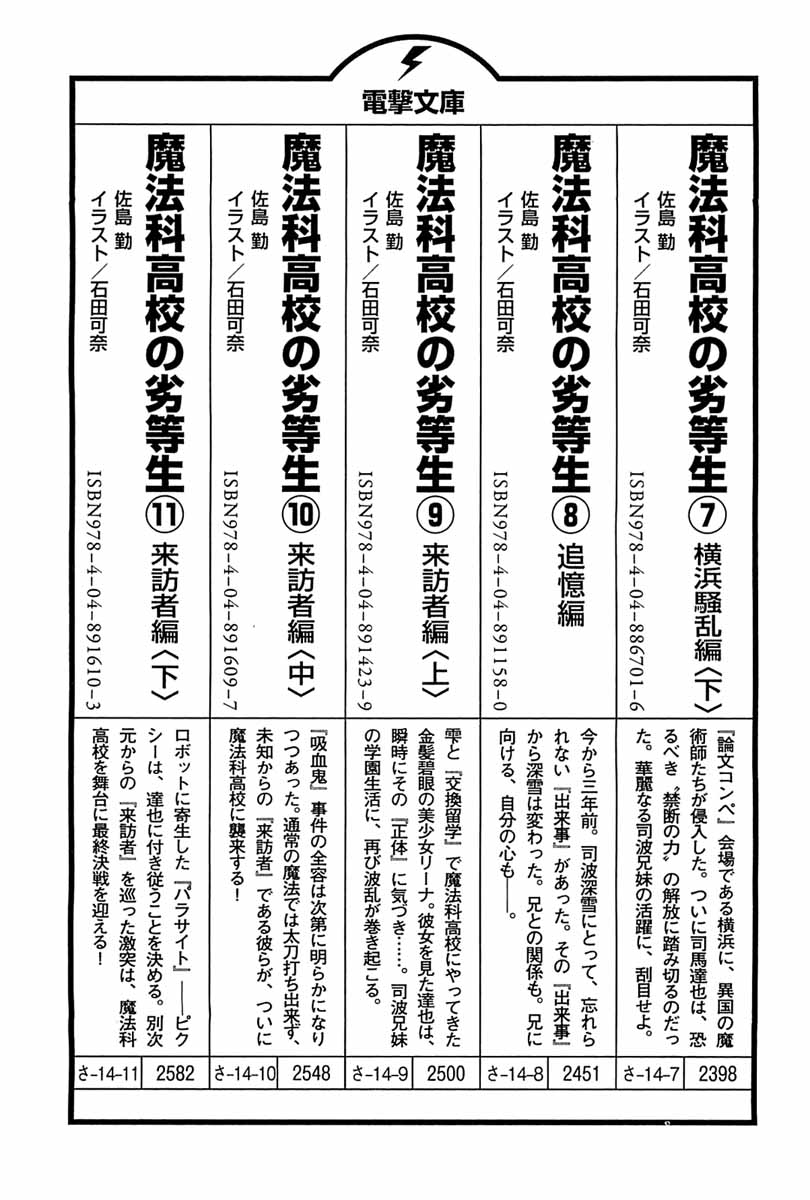 電撃文庫
魔法科高校の劣等生⑦ 横浜騒乱編〈下〉
佐島 勤
イラスト/石田可奈
ISBN978-4-04-886701-6
『論文コンペ』会場である横浜に、異国の魔
術師たちが侵入した。ついに司馬達也は、恐
るべき〝禁断の力〟の解放に踏み切るのだっ
た。華麗なる司波兄妹の活躍に、刮目せよ。
さ-14-7
2398
魔法科高校の劣等生⑧ 追憶編
佐島 勤
イラスト/石田可奈
ISBN978-4-04-891158-0
今から三年前。司波深雪にとって、忘れら
れない『出来事』があった。その『出来事』
から深雪は変わった。兄との関係も。兄に
向ける、自分の心も――。
さ-14-8
2451
魔法科高校の劣等生⑨ 来訪者編〈上〉
佐島 勤
イラスト/石田可奈
ISBN978-4-04-891423-9
雫と『交換留学』で魔法科高校にやってきた
金髪碧眼の美少女リーナ。彼女を見た達也は、
瞬時にその『正体』に気づき……。司波兄妹
の学園生活に、再び波乱が巻き起こる。
さ-14-9
2500
魔法科高校の劣等生⑩ 来訪者編〈中〉
佐島 勤
イラスト/石田可奈
ISBN978-4-04-891609-7
『吸血鬼』事件の全容は次第に明らかになり
つつあった。通常の魔法では太刀打ち出来ず、
未知からの『来訪者』である彼らが、ついに
魔法科高校に襲来する!
さ-14-10
2548
魔法科高校の劣等生⑪ 来訪者編〈下〉
佐島 勤
イラスト/石田可奈
ISBN978-4-04-891610-3
ロボットに寄生した『パラサイト』――ピク
シーは、達也に付き従うことを決める。別次
元からの『来訪者』を巡った激突は、魔法科
高校を舞台に最終決戦を迎える!
さ-14-11
2582